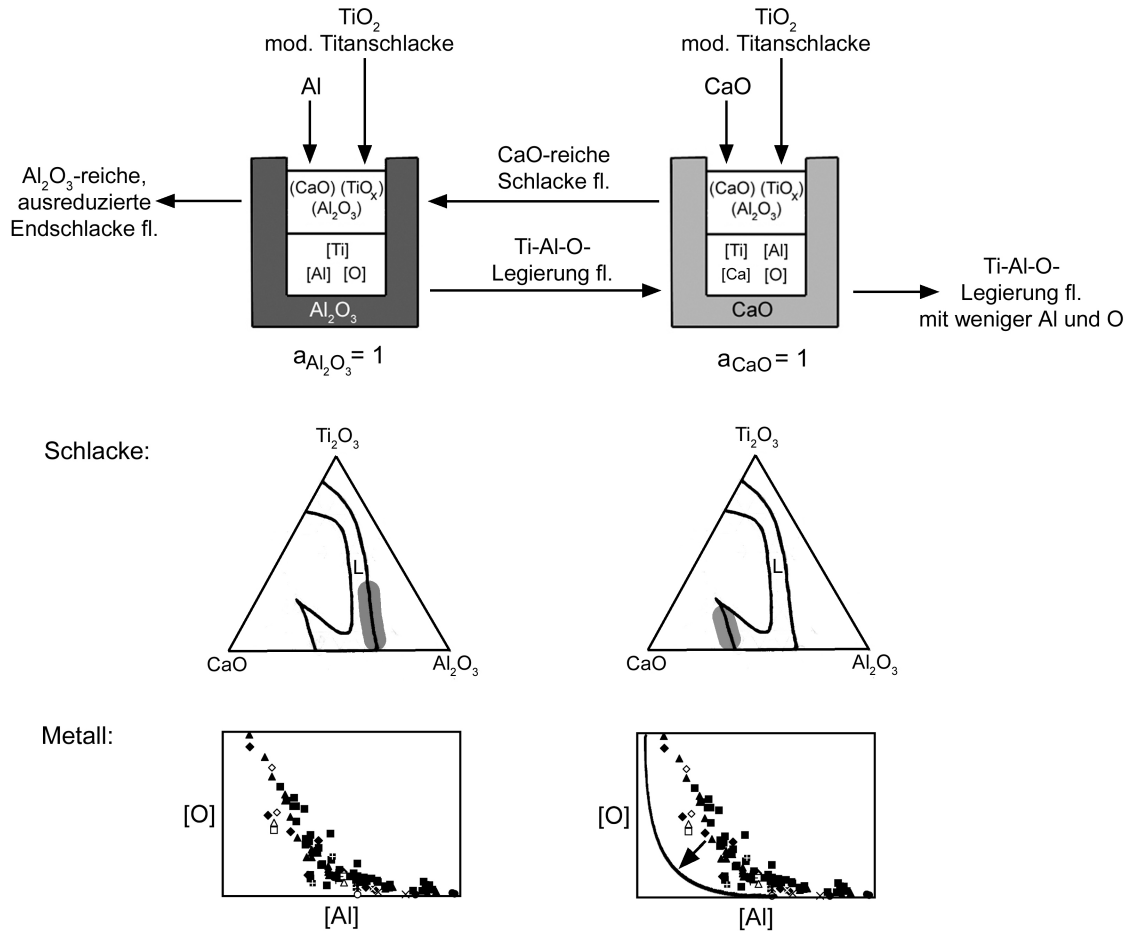 TiO₂
mod. Titanschlacke
Al
Al₂O₃-reiche,
ausreduzierte
Endschlacke fl.
(CaO) (TiOₓ)
(Al₂O₃)
[Ti]
[Al] [O]
Al₂O₃
a Al₂O₃ = 1
CaO-reiche
Schlacke fl.
Ti-Al-O-
Legierung fl.
TiO₂
mod. Titanschlacke
CaO
(CaO) (TiOₓ)
(Al₂O₃)
[Ti] [Al]
[Ca] [O]
CaO
a CaO = 1
Ti-Al-O-
Legierung fl.
mit weniger Al und O
Schlacke:
Ti₂O₃
L
CaO
Al₂O₃
Ti₂O₃
L
CaO
Al₂O₃
Metall:
[O]
[Al]
[O]
[Al]